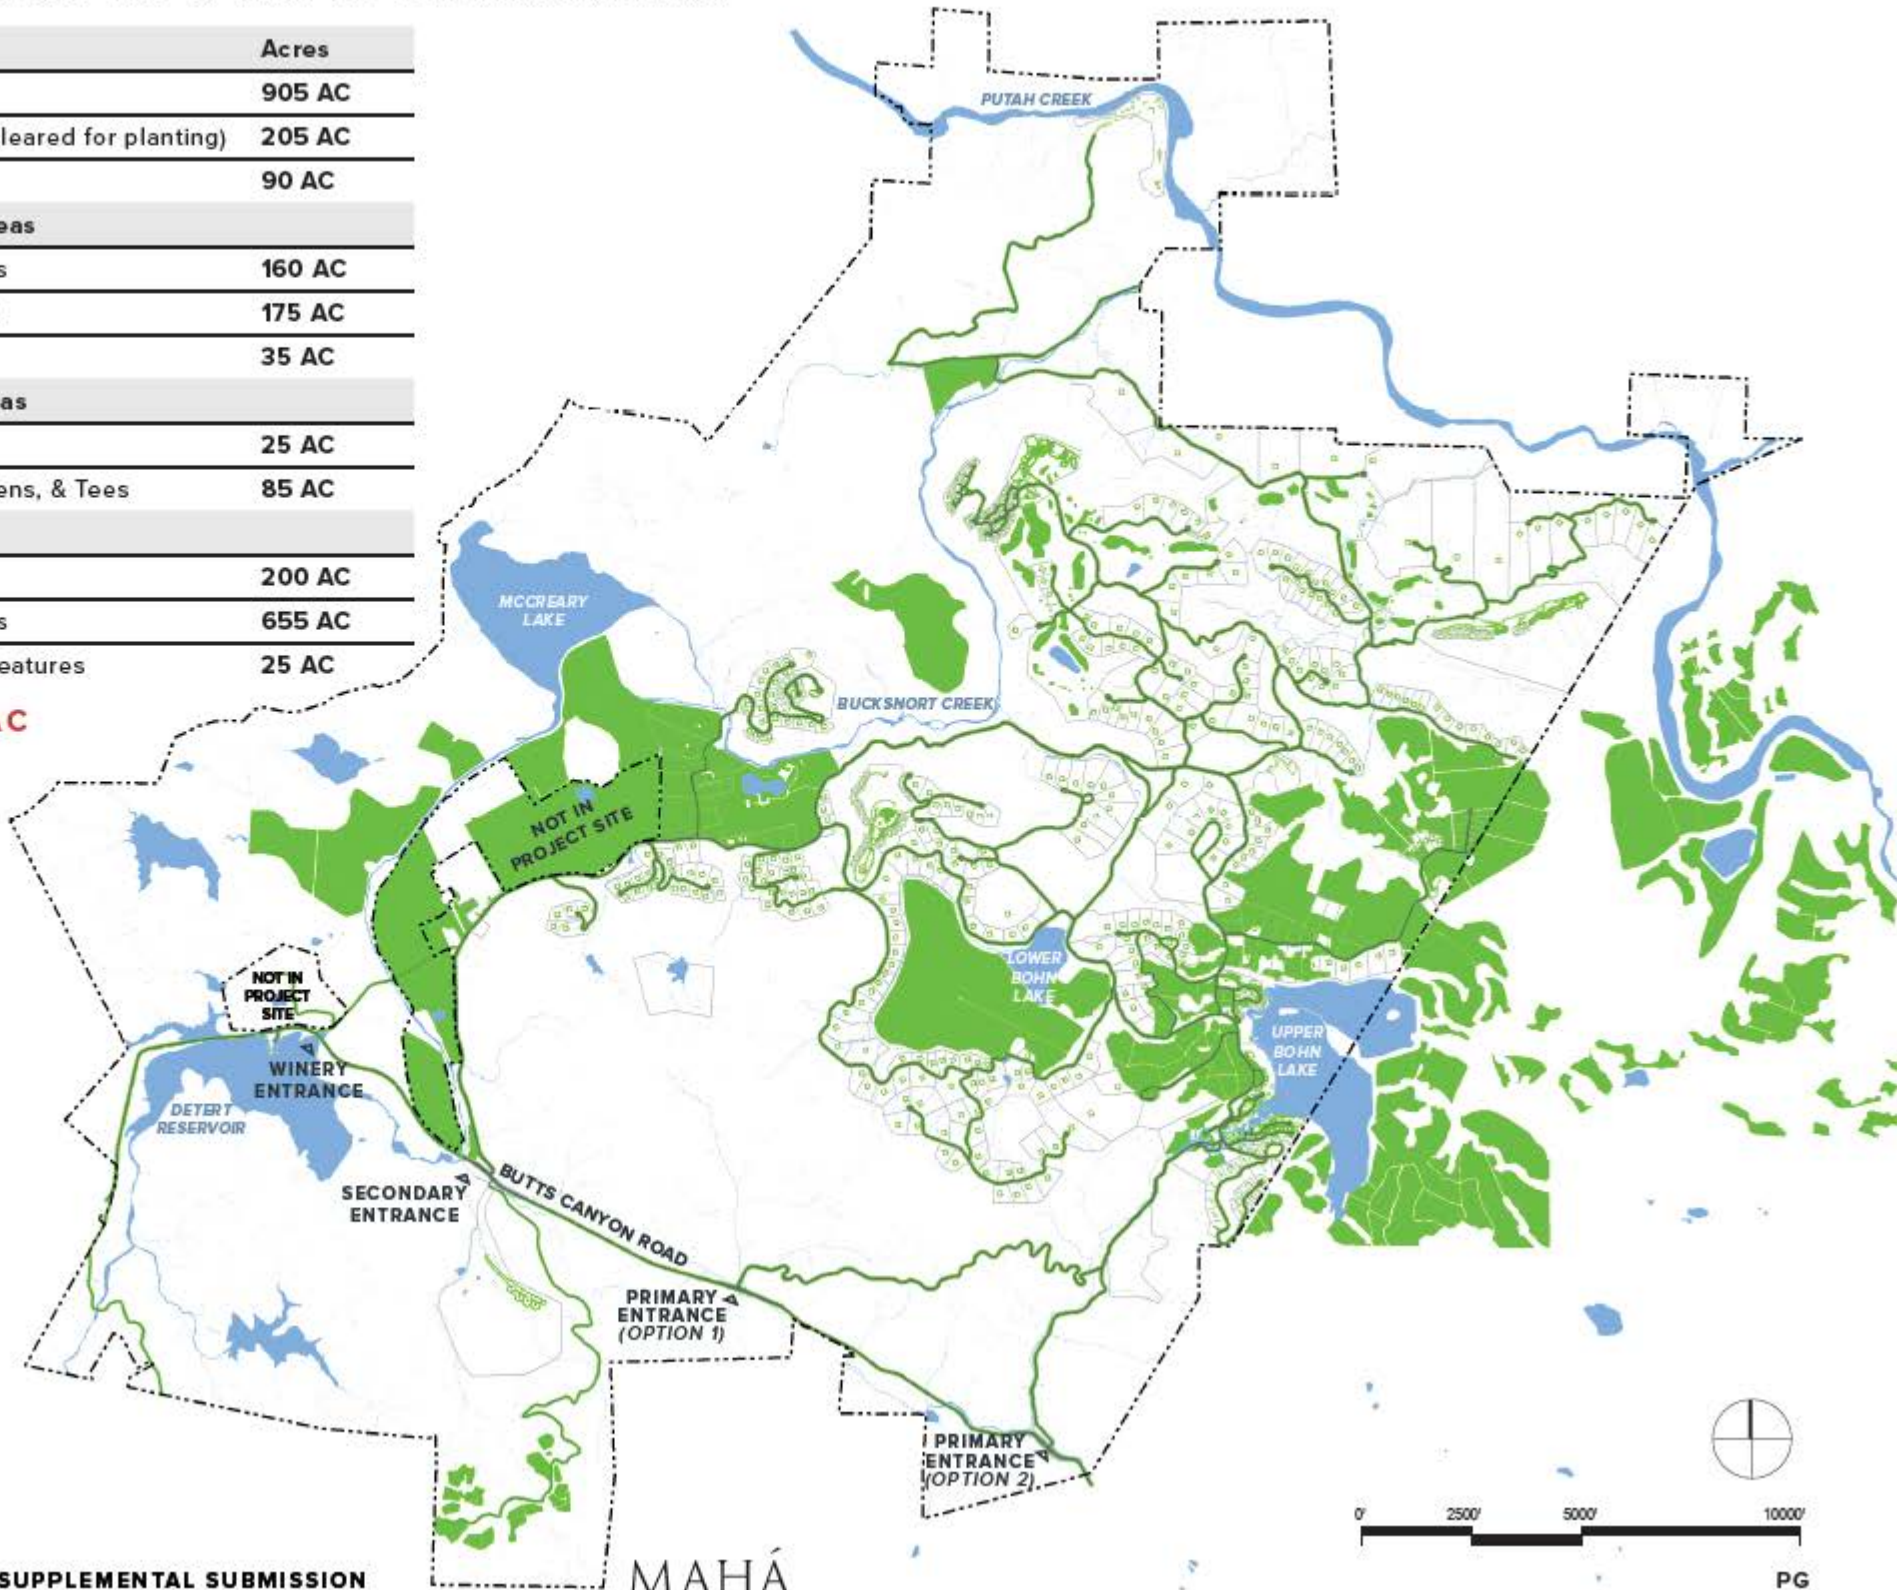 Acres
905 AC
leared for planting) 205 AC
90 AC
eas
s 160 AC
175 AC
35 AC
as
25 AC
ens, & Tees 85 AC
200 AC
s 655 AC
eatures 25 AC
AC
PUTAH CREEK
MCCREARY
LAKE
BUCKSNORT CREEK
NOT IN
PROJECT SITE
NOT IN
PROJECT
SITE
LOWER
BOHN
LAKE
UPPER
BOHN
LAKE
WINERY
ENTRANCE
DETERT
RESERVOIR
SECONDARY
ENTRANCE
BUTTS CANYON ROAD
PRIMARY
ENTRANCE
(OPTION 1)
PRIMARY
ENTRANCE
(OPTION 2)
0' 2500' 5000' 10000'
SUPPLEMENTAL SUBMISSION
MAHÁ
PG